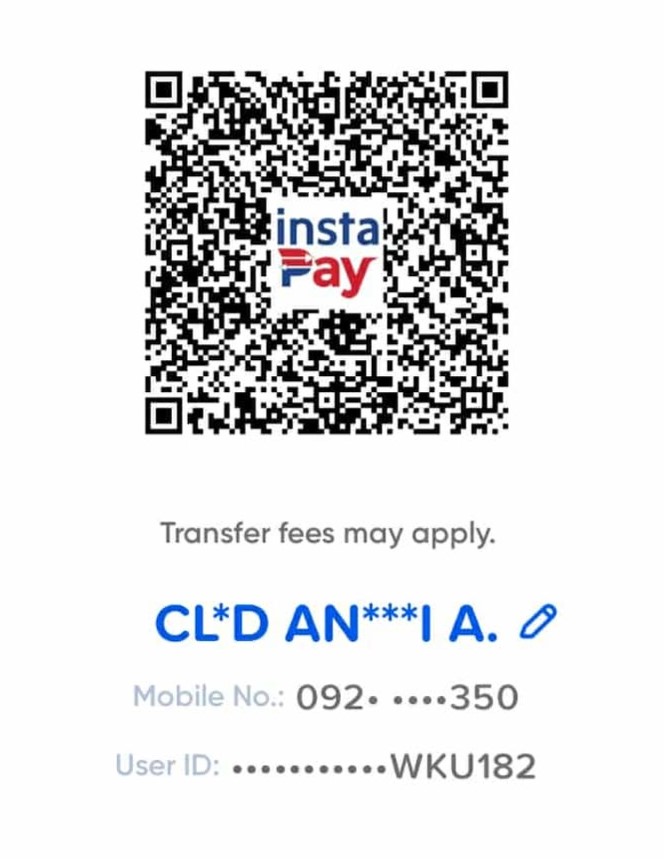 insta
Pay
Transfer fees may apply.
CL*D AN***I A.
Mobile No.: 092• ••••350
User ID: •••••••••••WKU182